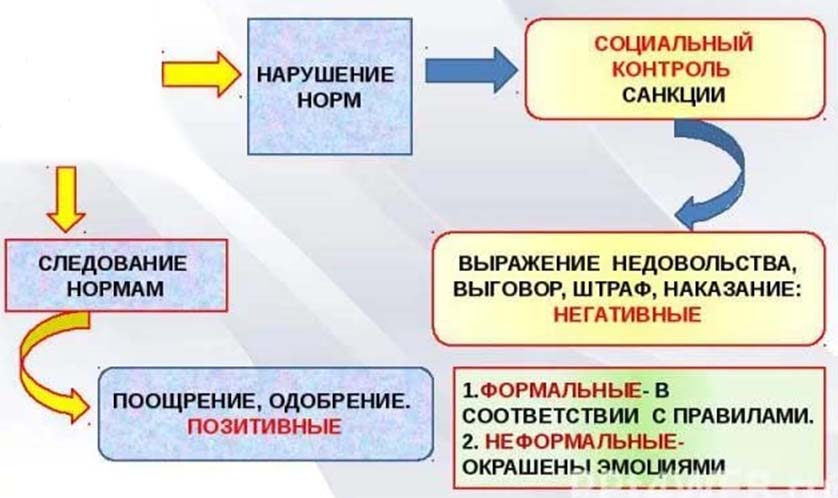 НАРУШЕНИЕ
НОРМ
СОЦИАЛЬНЫЙ
КОНТРОЛЬ
САНКЦИИ
СЛЕДОВАНИЕ
НОРМАМ
ВЫРАЖЕНИЕ НЕДОВОЛЬСТВА,
ВЫГОВОР, ШТРАФ, НАКАЗАНИЕ:
НЕГАТИВНЫЕ
ПООЩРЕНИЕ, ОДОБРЕНИЕ.
ПОЗИТИВНЫЕ
1.ФОРМАЛЬНЫЕ- В
СООТВЕТСТВИИ С ПРАВИЛАМИ.
2. НЕФОРМАЛЬНЫЕ-
ОКРАШЕНЫ ЭМОЦИЯМИ